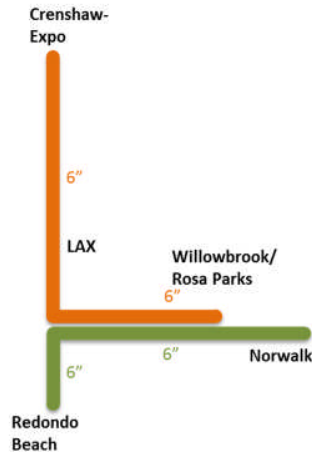 Crenshaw-
Expo
6”
LAX
Willowbrook/
Rosa Parks
6”
6”
Norwalk
6”
Redondo
Beach